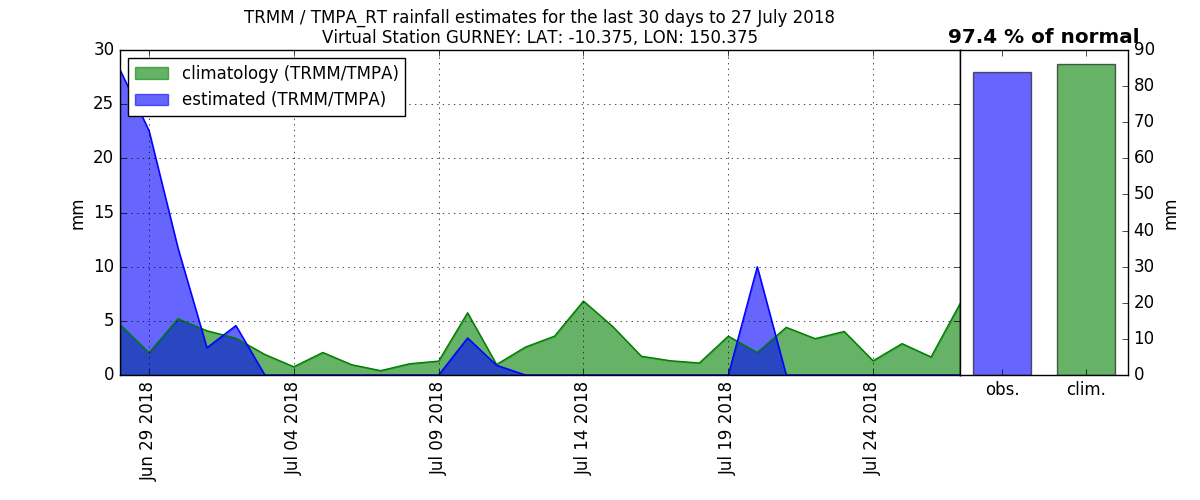 TRMM / TMPA_RT rainfall estimates for the last 30 days to 27 July 2018
Virtual Station GURNEY: LAT: -10.375, LON: 150.375
97.4 % of normal
climatology (TRMM/TMPA)
estimated (TRMM/TMPA)
30
25
20
15
10
5
0
mm
Jun 29 2018
Jul 04 2018
Jul 09 2018
Jul 14 2018
Jul 19 2018
Jul 24 2018
obs.
clim.
90
80
70
60
50
40
30
20
10
0
mm